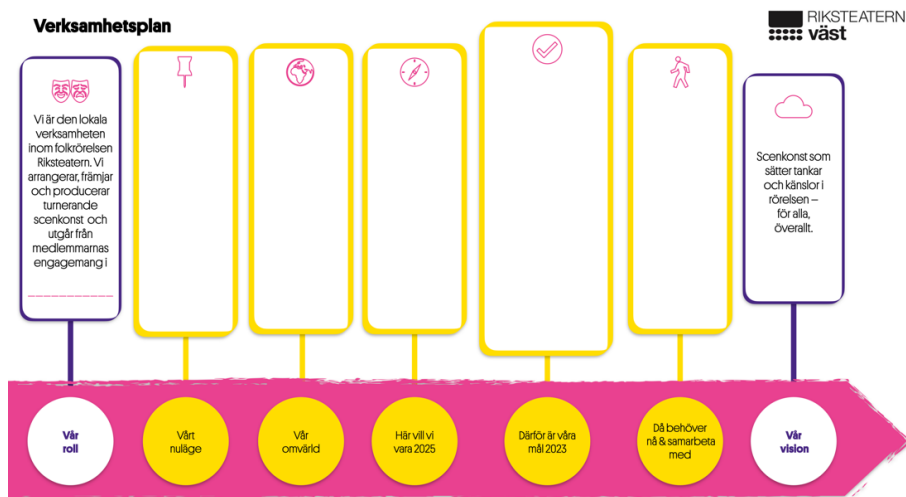 Verksamhetsplan
RIKSTEATERN
väst
Vi är den lokala
verksamheten
inom folkrörelsen
Riksteatern. Vi
arrangerar, främjar
och producerar
turnerande
scenkonst och
utgår från
medlemmarnas
engagemang i
____________
Scenkonst som
sätter tankar
och känslor i
rörelsen –
för alla,
överallt.
Vår
roll
Vårt
nuläge
Vår
omvärld
Här vill vi
vara 2025
Därför är våra
mål 2023
Då behöver
nå & samarbeta
med
Vår
vision